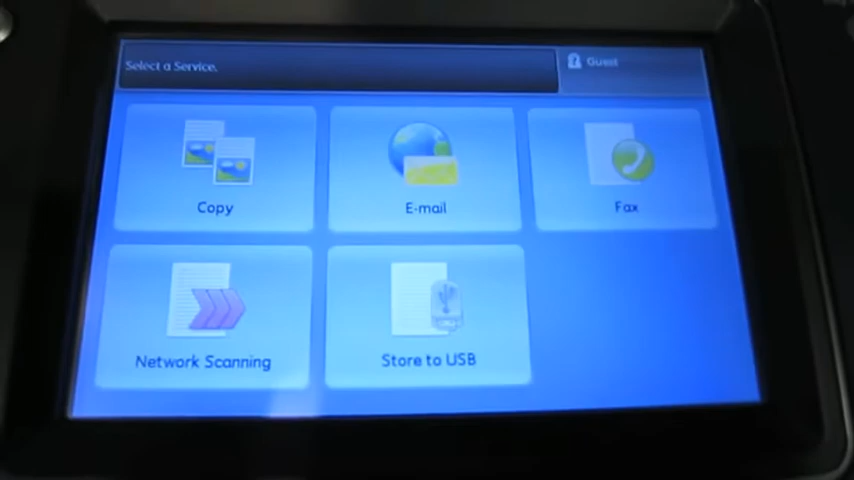 Select a Service.
Guest
Copy
E-mail
Fax
Network Scanning
Store to USB